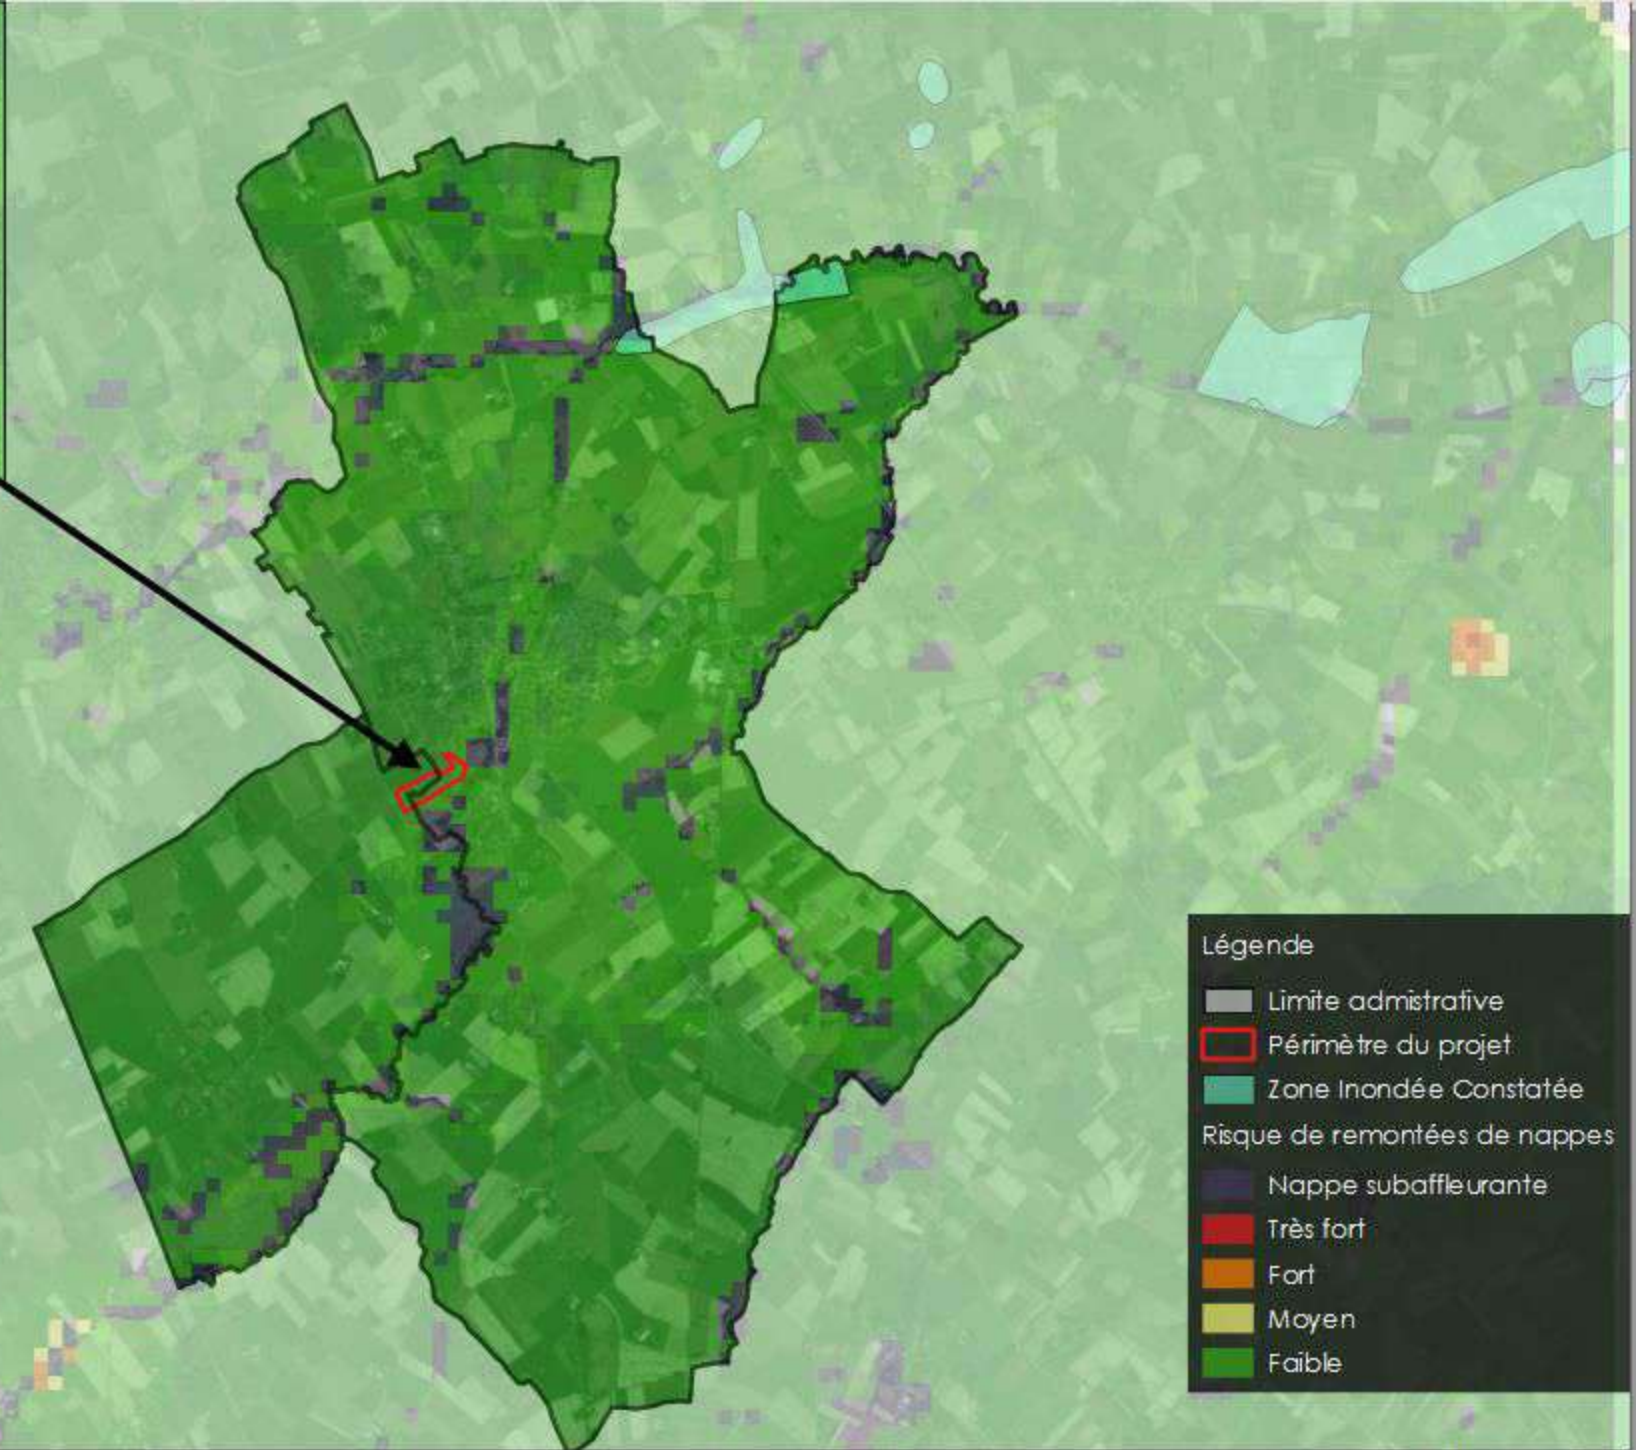 Légende
Limite admistrative
Périmètre du projet
Zone Inondée Constatée
Risque de remontées de nappes
Nappe subaffleurante
Très fort
Fort
Moyen
Faible